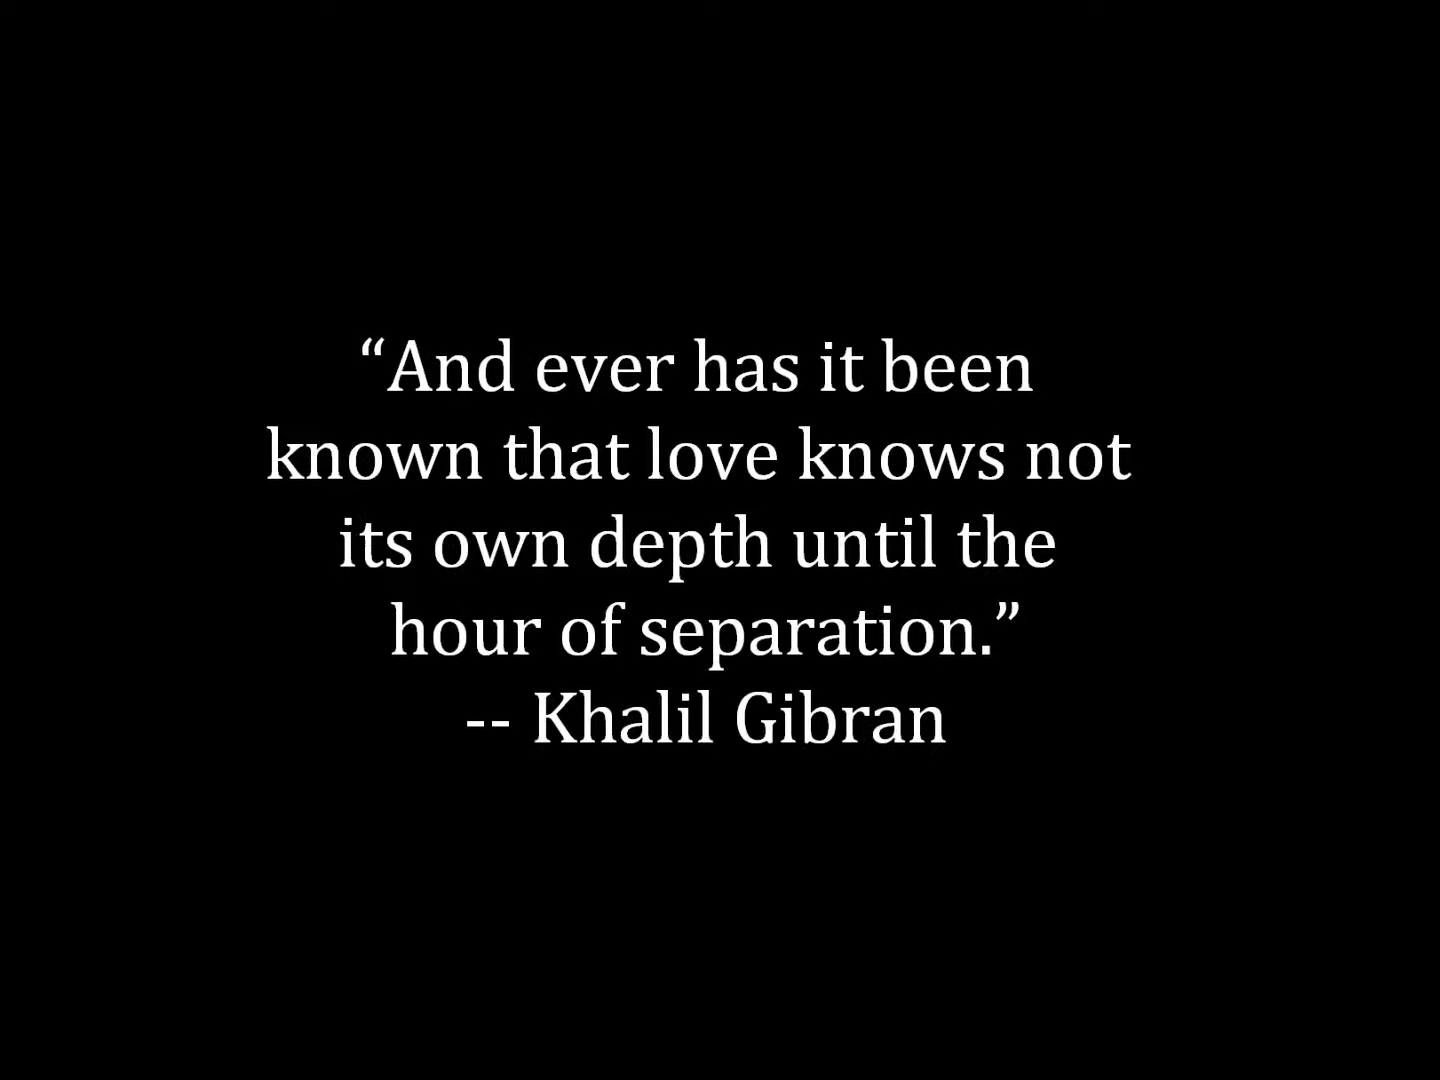 “And ever has it been
known that love knows not
its own depth until the
hour of separation.”
-- Khalil Gibran